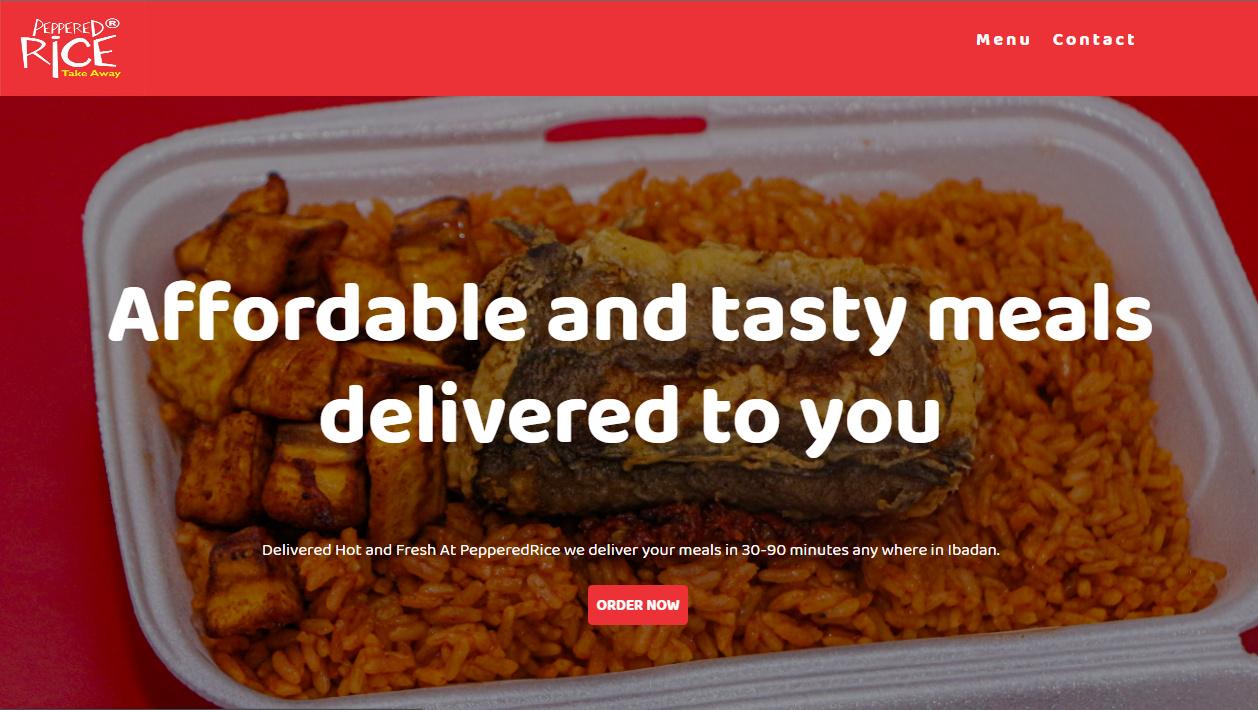 PEPPERED®
RICE
Take Away
Menu Contact
Affordable and tasty meals
delivered to you
Delivered Hot and Fresh At PepperedRice we deliver your meals in 30-90 minutes any where in Ibadan.
ORDER NOW